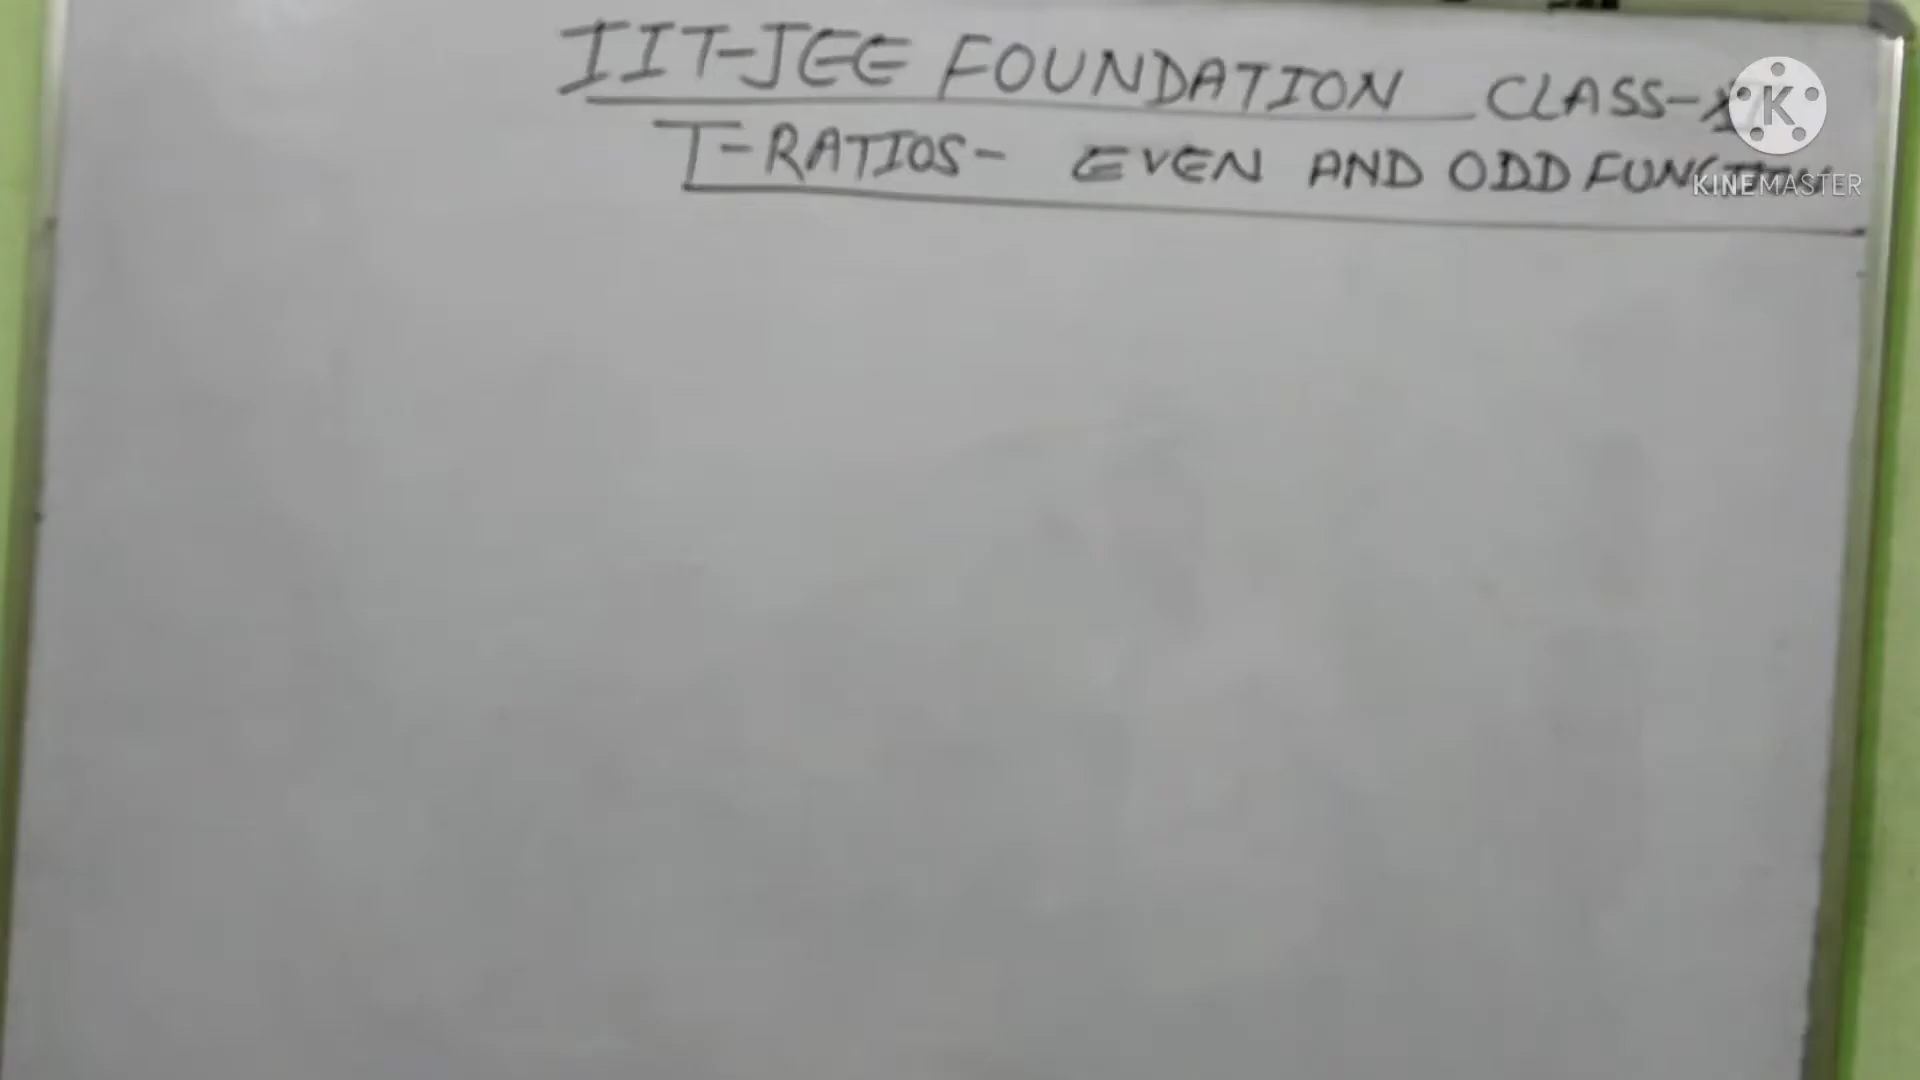 IIT-JEE FOUNDATION CLASS-
T-RATIOS- EVEN AND ODD
K
KINEMASTER